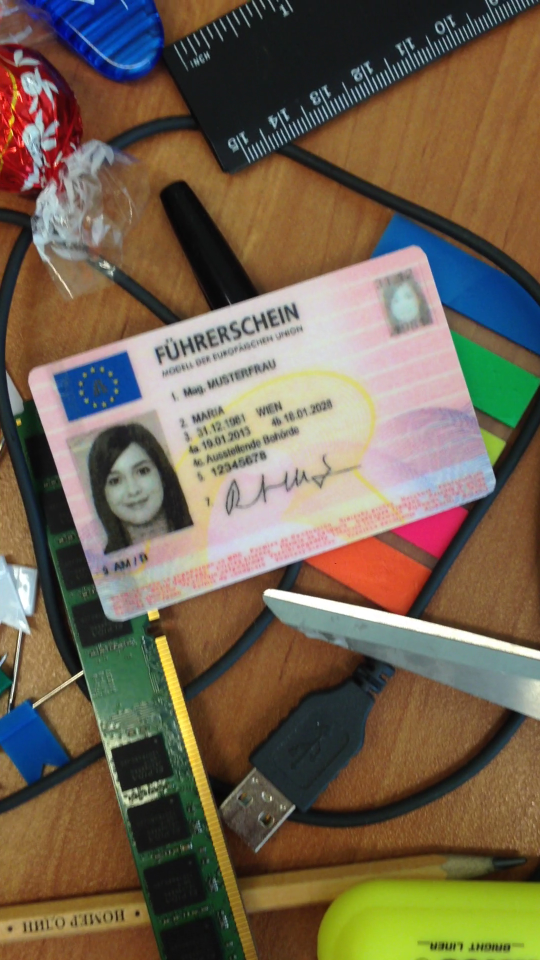 INCH
1
10
11
12
13
14
15
FÜHRERSCHEIN
MODELL DER EUROPÄISCHEN UNION
1. Mag. MUSTERFRAU
2. MARIA
3. 31.12.1981 WIEN
4a. 19.01.2013 4b. 18.01.2028
4c. Ausstellende Behörde
5. 12345678
7.
9. AM / B
НОМЕР ОДИН
BRIGHT LINER